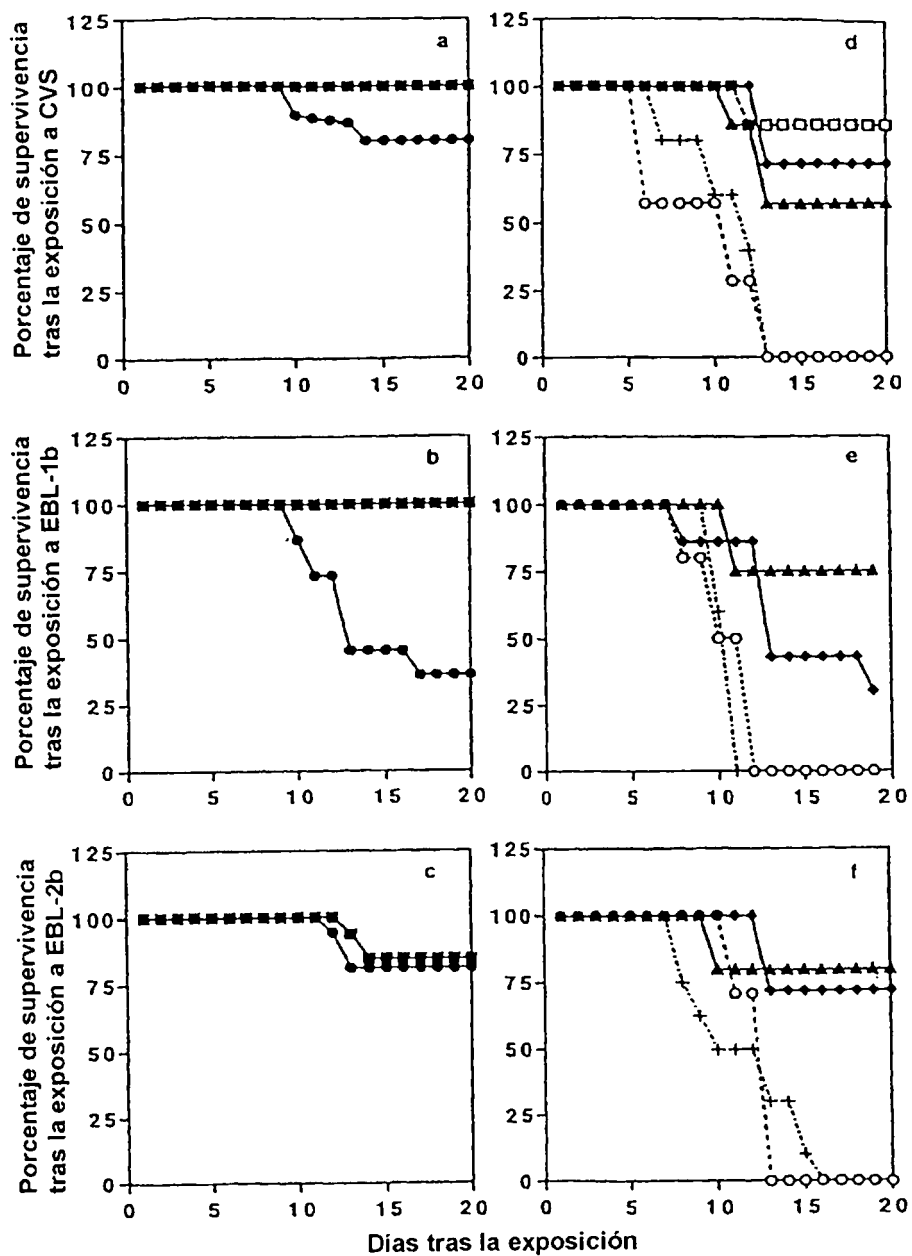 Porcentaje de supervivencia
tras la exposición a CVS
125
100
75
50
25
0
0 5 10 15 20
a
d
125
100
75
50
25
0
0 5 10 15 20
Porcentaje de supervivencia
tras la exposición a EBL-1b
125
100
75
50
25
0
0 5 10 15 20
b
e
125
100
75
50
25
0
0 5 10 15 20
Porcentaje de supervivencia
tras la exposición a EBL-2b
125
100
75
50
25
0
0 5 10 15 20
c
f
125
100
75
50
25
0
0 5 10 15 20
Días tras la exposición